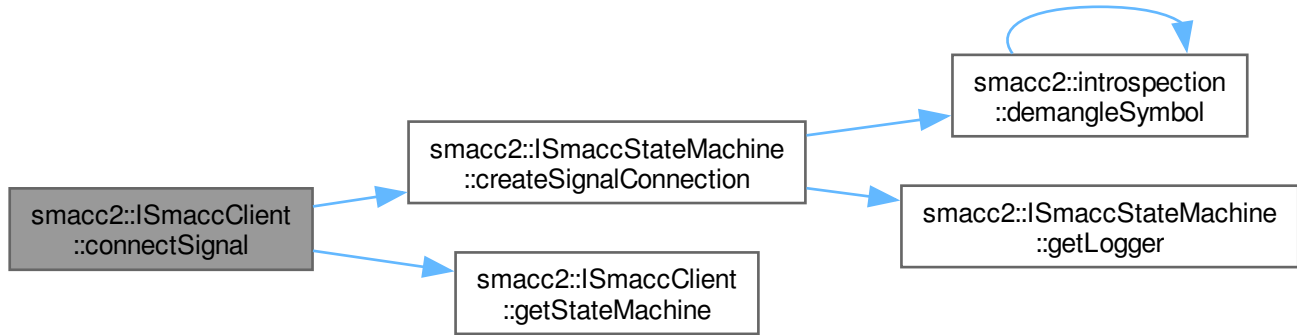 smacc2::ISmaccClient
::connectSignal
smacc2::ISmaccStateMachine
::createSignalConnection
smacc2::introspection
::demangleSymbol
smacc2::ISmaccStateMachine
::getLogger
smacc2::ISmaccClient
::getStateMachine